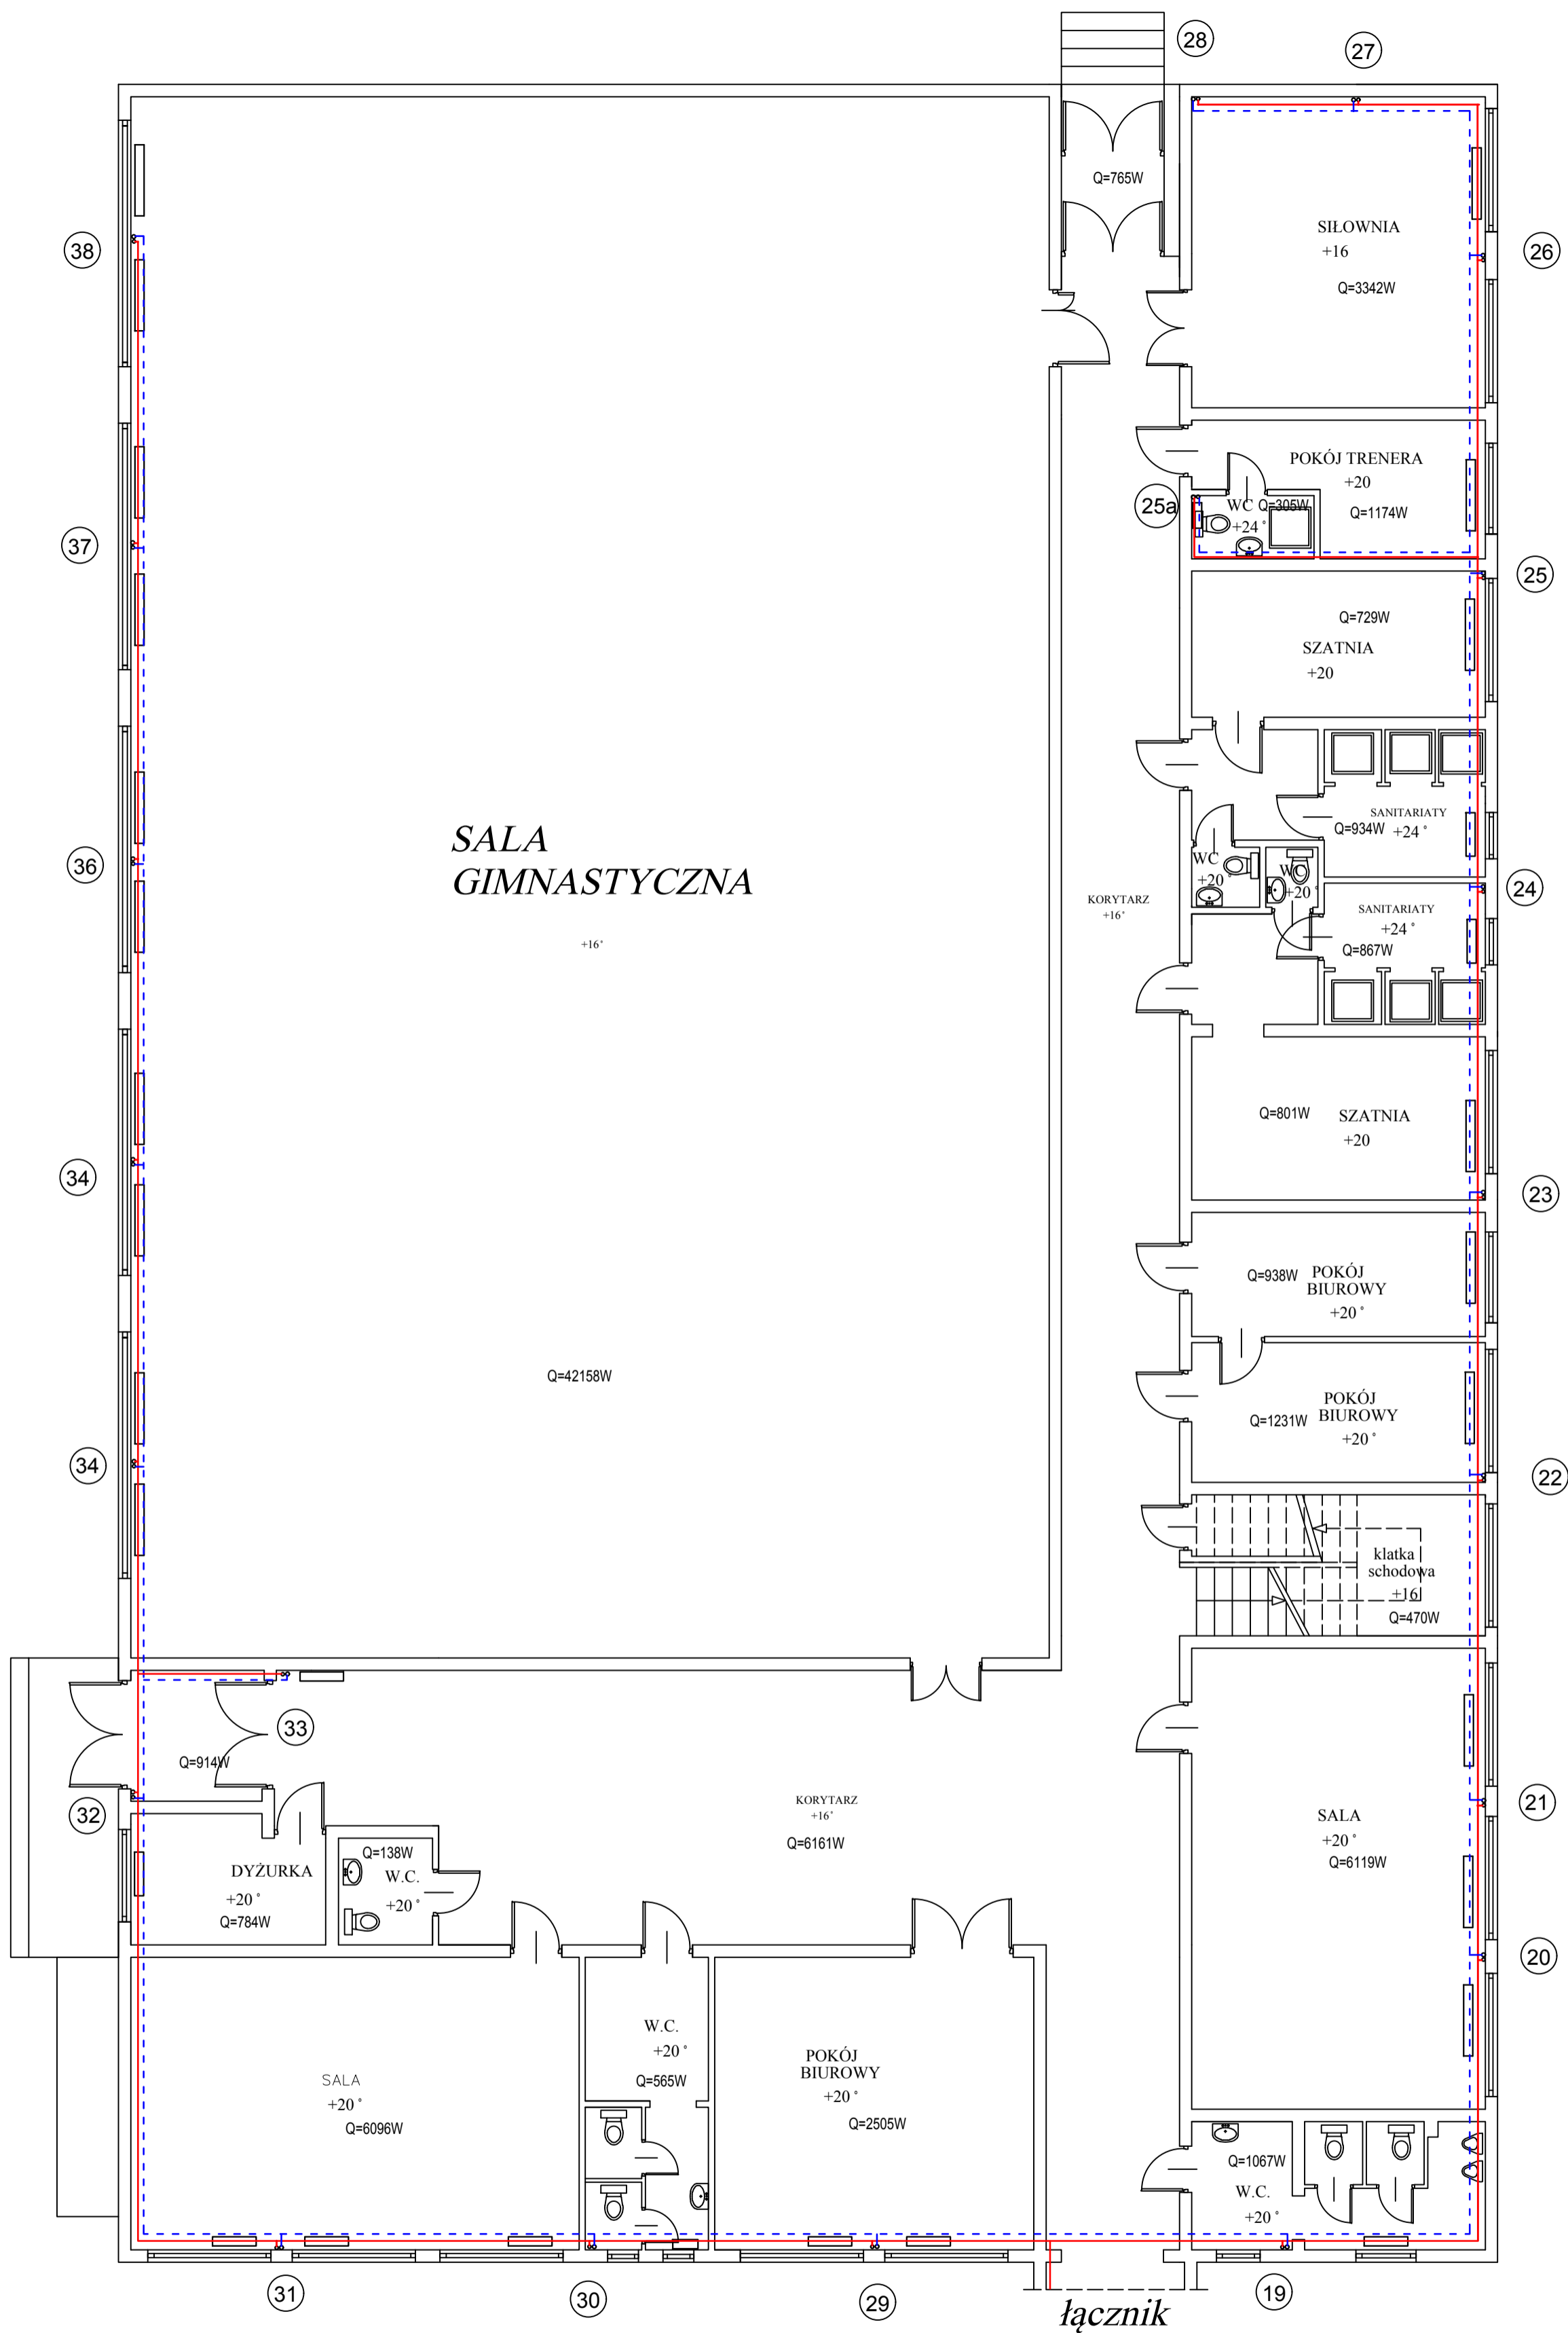 28
27
Q=765W
SIŁOWNIA
+16
Q=3342W
38
26
POKÓJ TRENERA
+20
Q=1174W
25a
WC Q=305W
+24°
37
25
Q=729W
SZATNIA
+20
SALA
GIMNASTYCZNA
+16°
36
SANITARIATY
Q=934W +24°
WC
+20°
WC
+20°
24
KORYTARZ
+16°
SANITARIATY
+24°
Q=867W
Q=801W
SZATNIA
+20
34
23
Q=938W
POKÓJ
BIUROWY
+20°
Q=42158W
Q=1231W
POKÓJ
BIUROWY
+20°
34
22
klatka
schodowa
+16
Q=470W
33
Q=914W
32
KORYTARZ
+16°
Q=6161W
21
SALA
+20°
Q=6119W
Q=138W
W.C.
+20°
DYŻURKA
+20°
Q=784W
20
W.C.
+20°
Q=565W
POKÓJ
BIUROWY
+20°
Q=2505W
SALA
+20°
Q=6096W
Q=1067W
W.C.
+20°
31
30
29
19
łącznik